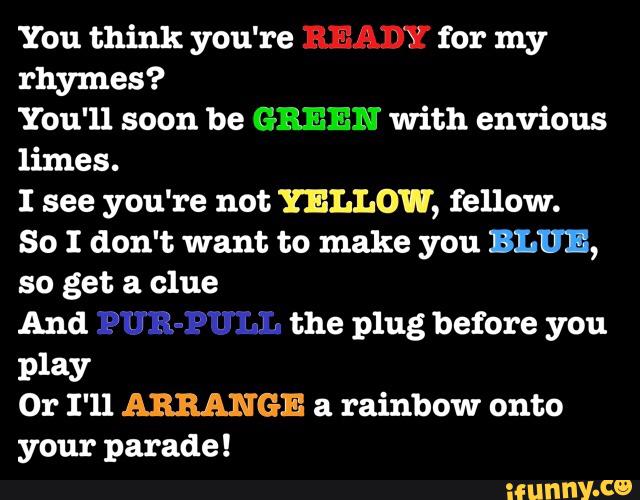 You think you're READY for my
rhymes?
You'll soon be GREEN with envious
limes.
I see you're not YELLOW, fellow.
So I don't want to make you BLUE,
so get a clue
And PUR-PULL the plug before you
play
Or I'll ARRANGE a rainbow onto
your parade!
ifunny.co